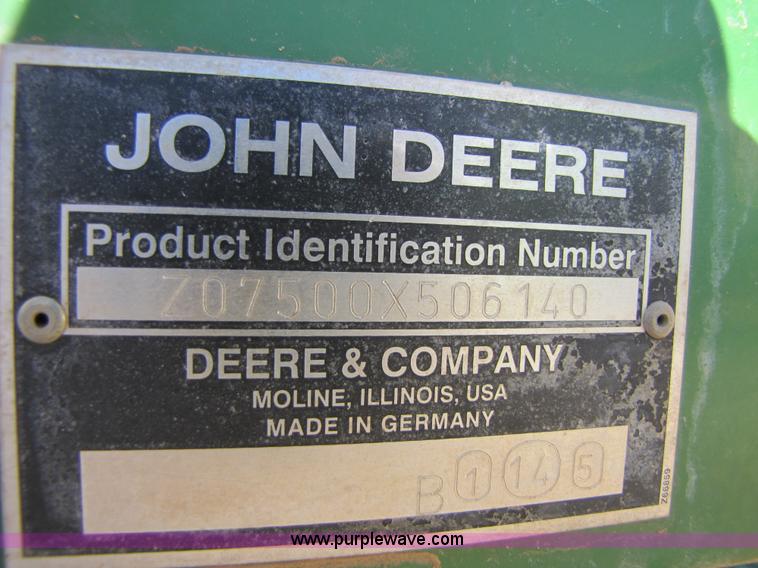 JOHN DEERE
Product Identification Number
Z07500X506140
DEERE & COMPANY
MOLINE, ILLINOIS, USA
MADE IN GERMANY
B 1 14 5
Z66859
www.purplewave.com